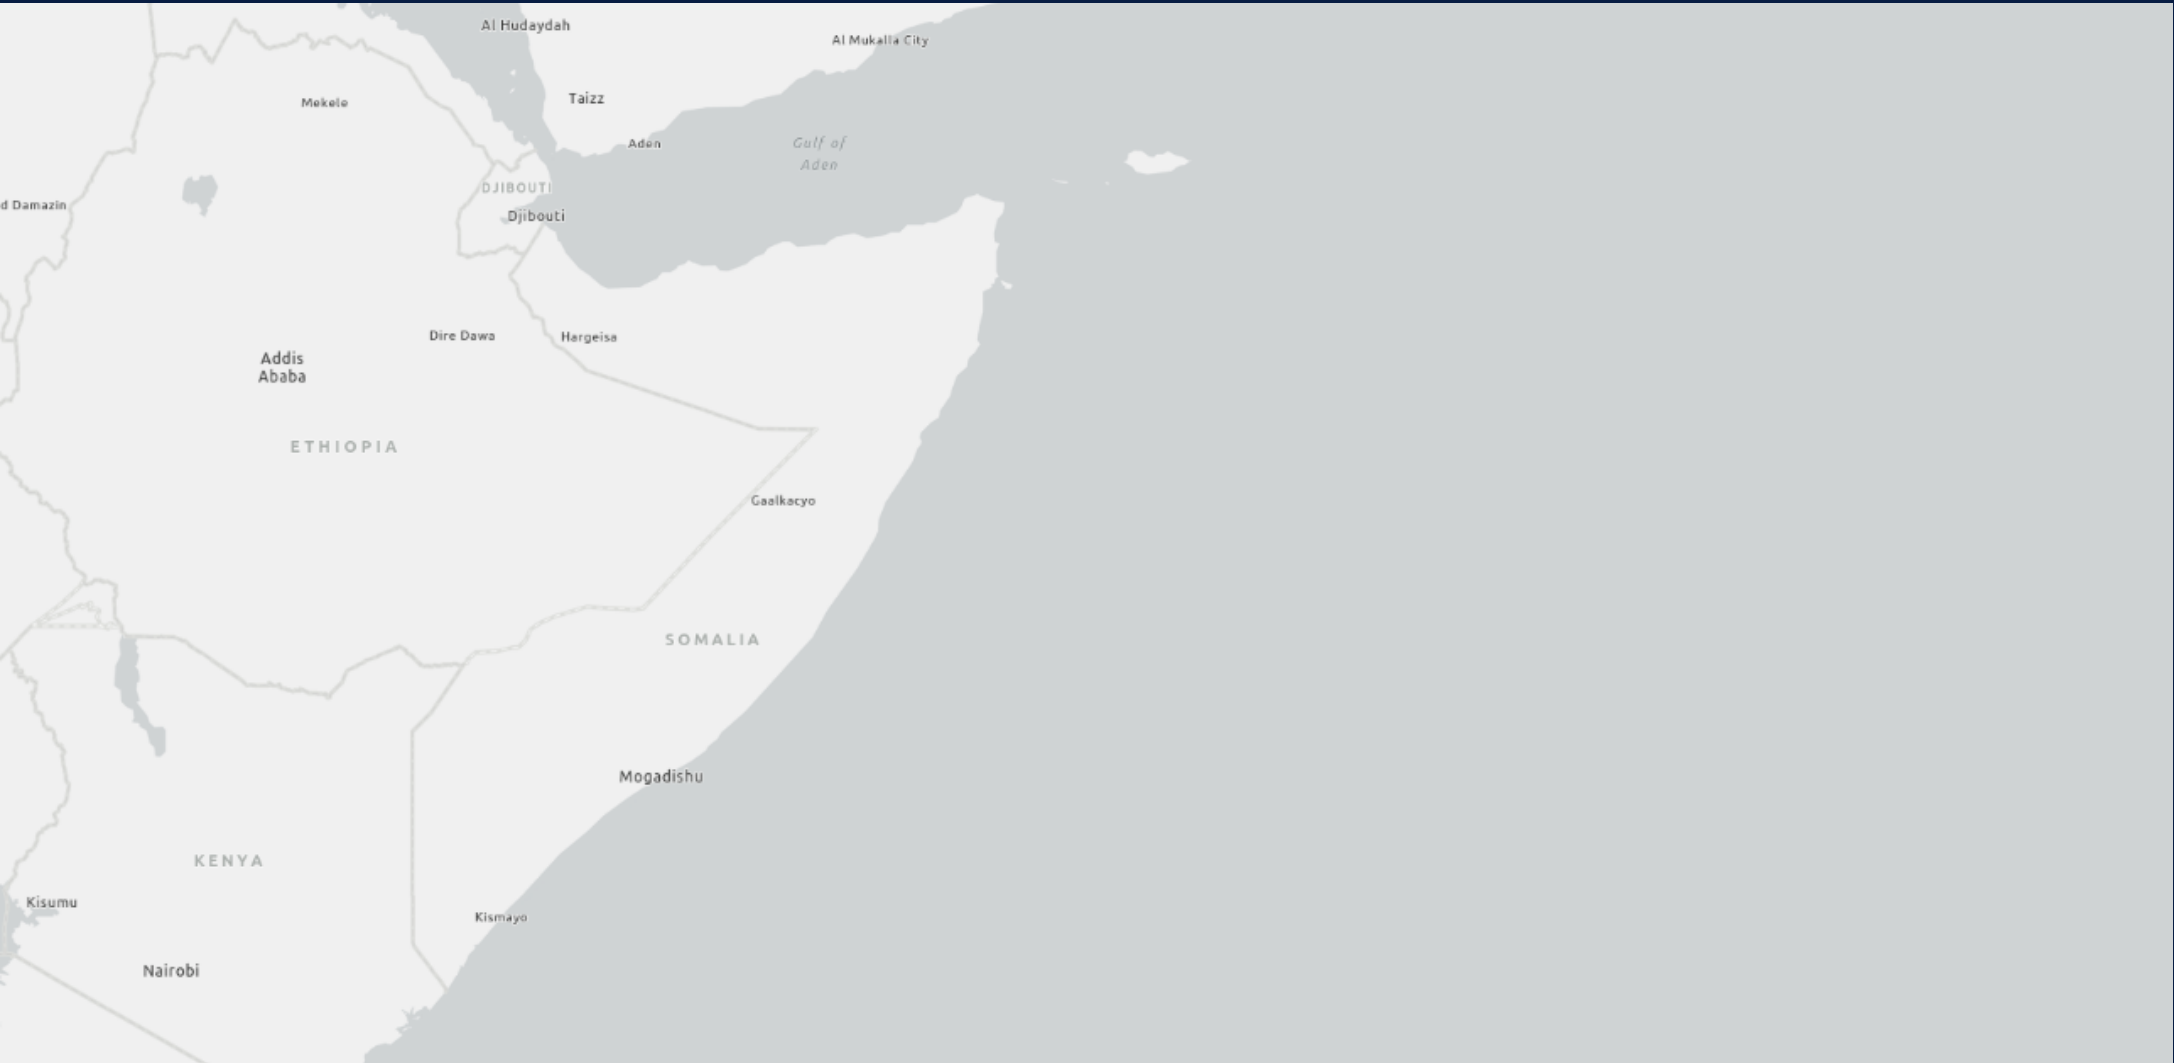 Al Hudaydah
Al Mukalla City
Mekele
Taizz
Aden
Gulf of
Aden
DJIBOUTI
d Damazin
Djibouti
Dire Dawa
Hargeisa
Addis
Ababa
ETHIOPIA
Gaalkacyo
SOMALIA
Mogadishu
KENYA
Kisumu
Kismayo
Nairobi